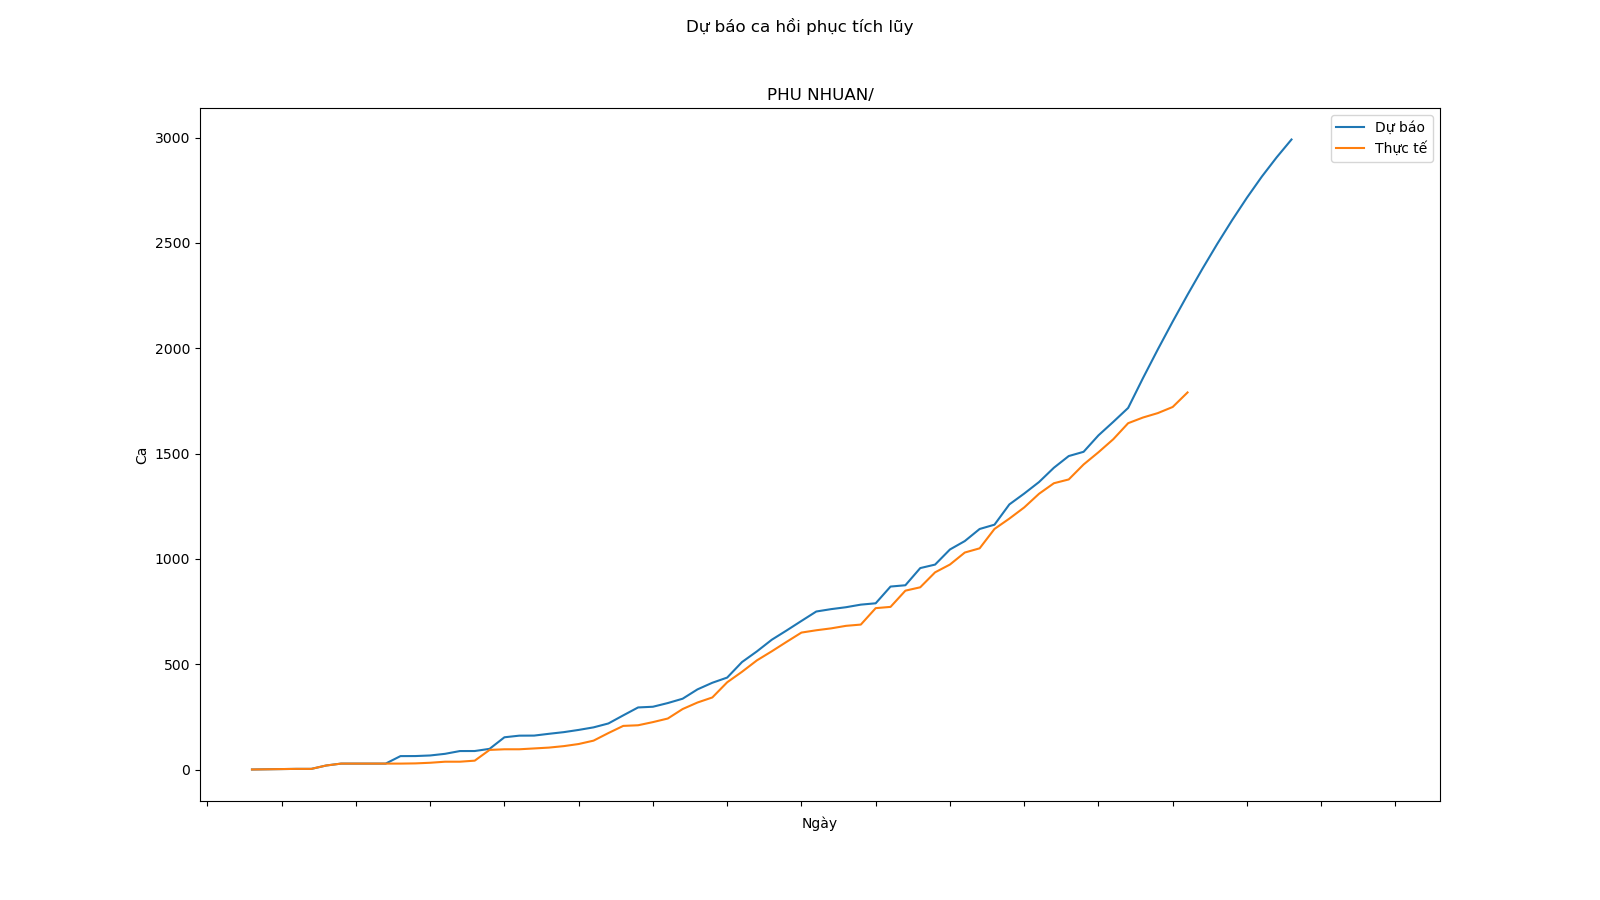 Dự báo ca hồi phục tích lũy
PHU NHUAN/
Dự báo
Thực tế
3000
2500
2000
1500
1000
500
0
Ca
Ngày